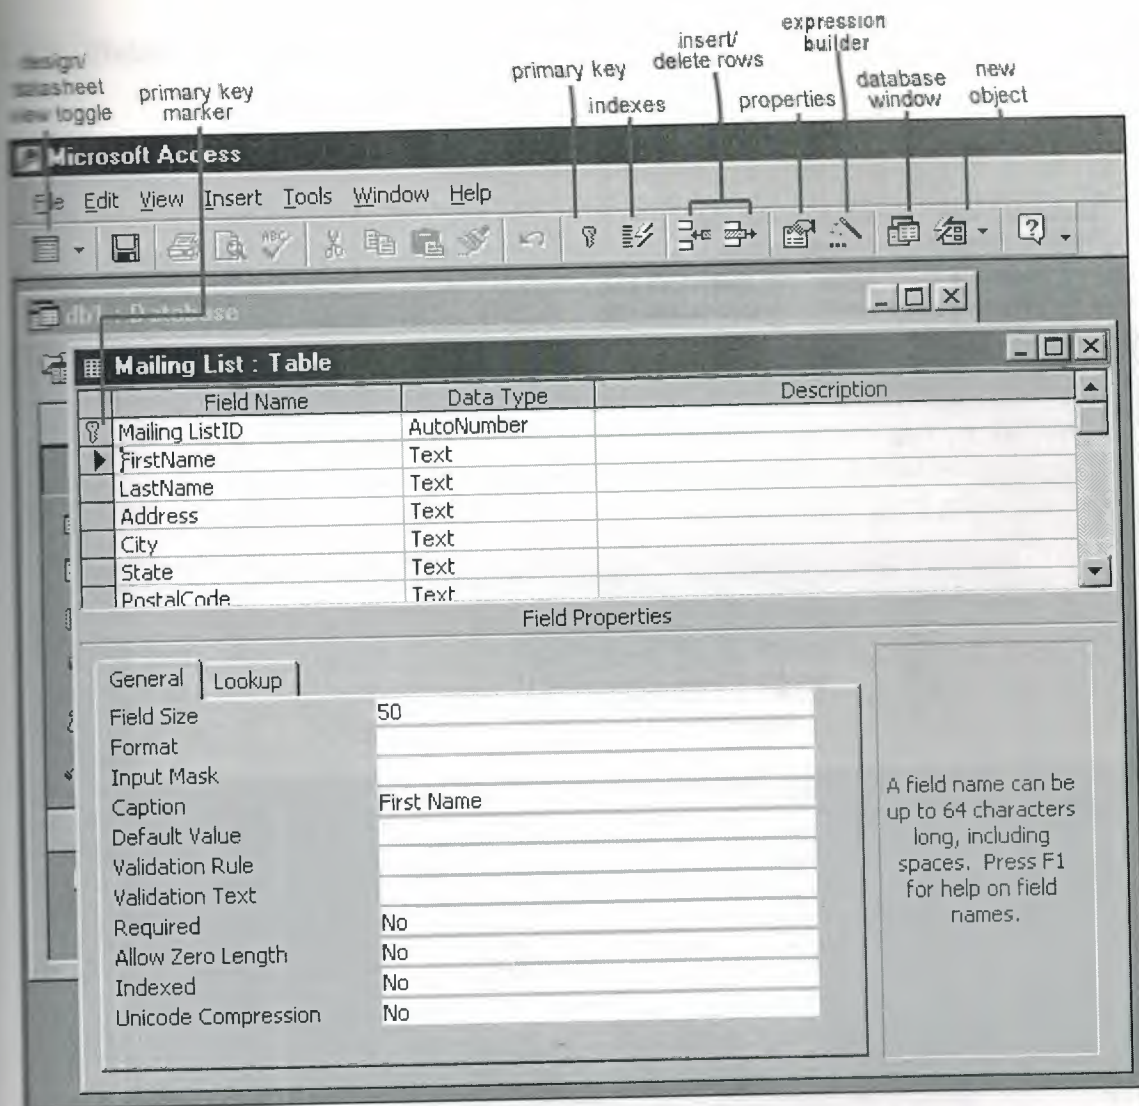 expression
builder
insert/
delete rows
design/
datasheet
view toggle
primary key
marker
primary key
indexes
properties
database
window
new
object
Microsoft Access
File Edit View Insert Tools Window Help
ABC
db1 : Database
Mailing List : Table
Field Name Data Type Description
Mailing ListID AutoNumber
FirstName Text
LastName Text
Address Text
City Text
State Text
PostalCode Text
Field Properties
General Lookup
Field Size 50
Format
Input Mask
Caption First Name
Default Value
Validation Rule
Validation Text
Required No
Allow Zero Length No
Indexed No
Unicode Compression No
A field name can be
up to 64 characters
long, including
spaces. Press F1
for help on field
names.